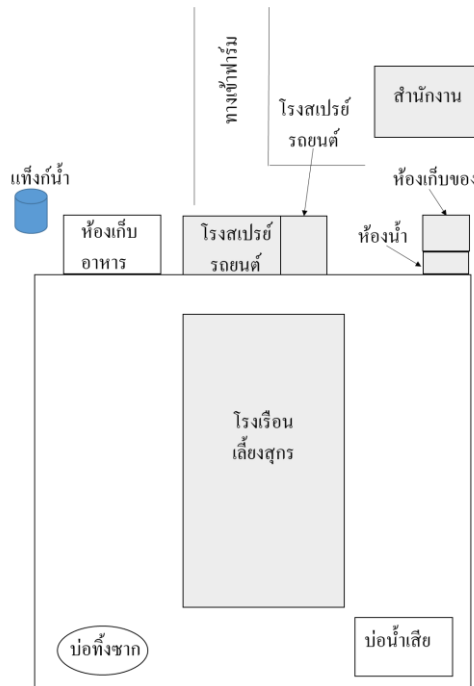 ทางเข้าฟาร์ม
สำนักงาน
โรงสเปรย์
รถยนต์
แท็งก์น้ำ
ห้องเก็บของ
ห้องเก็บ
อาหาร
โรงสเปรย์
รถยนต์
ห้องน้ำ
โรงเรือน
เลี้ยงสุกร
บ่อทิ้งซาก
บ่อน้ำเสีย